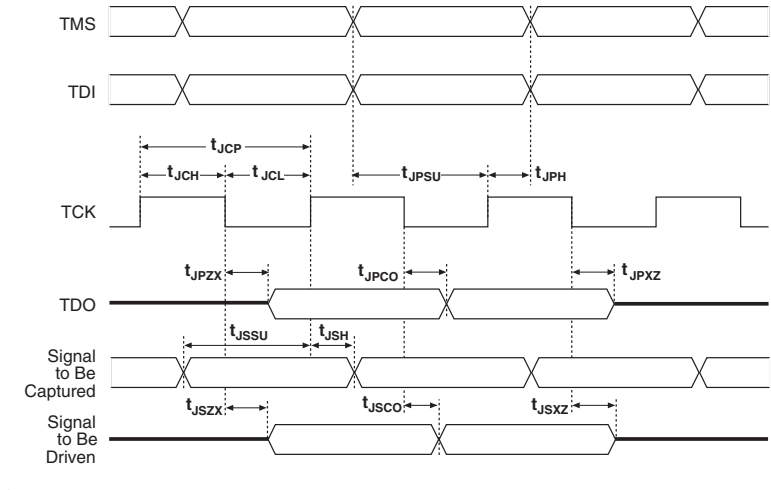 TMS
TDI
tJCP
tJCH
tJCL
tJPSU
tJPH
TCK
tJPZX
tJPCO
tJPXZ
TDO
tJSSU
tJSH
Signal
to Be
Captured
tJSZX
tJSCO
tJSXZ
Signal
to Be
Driven